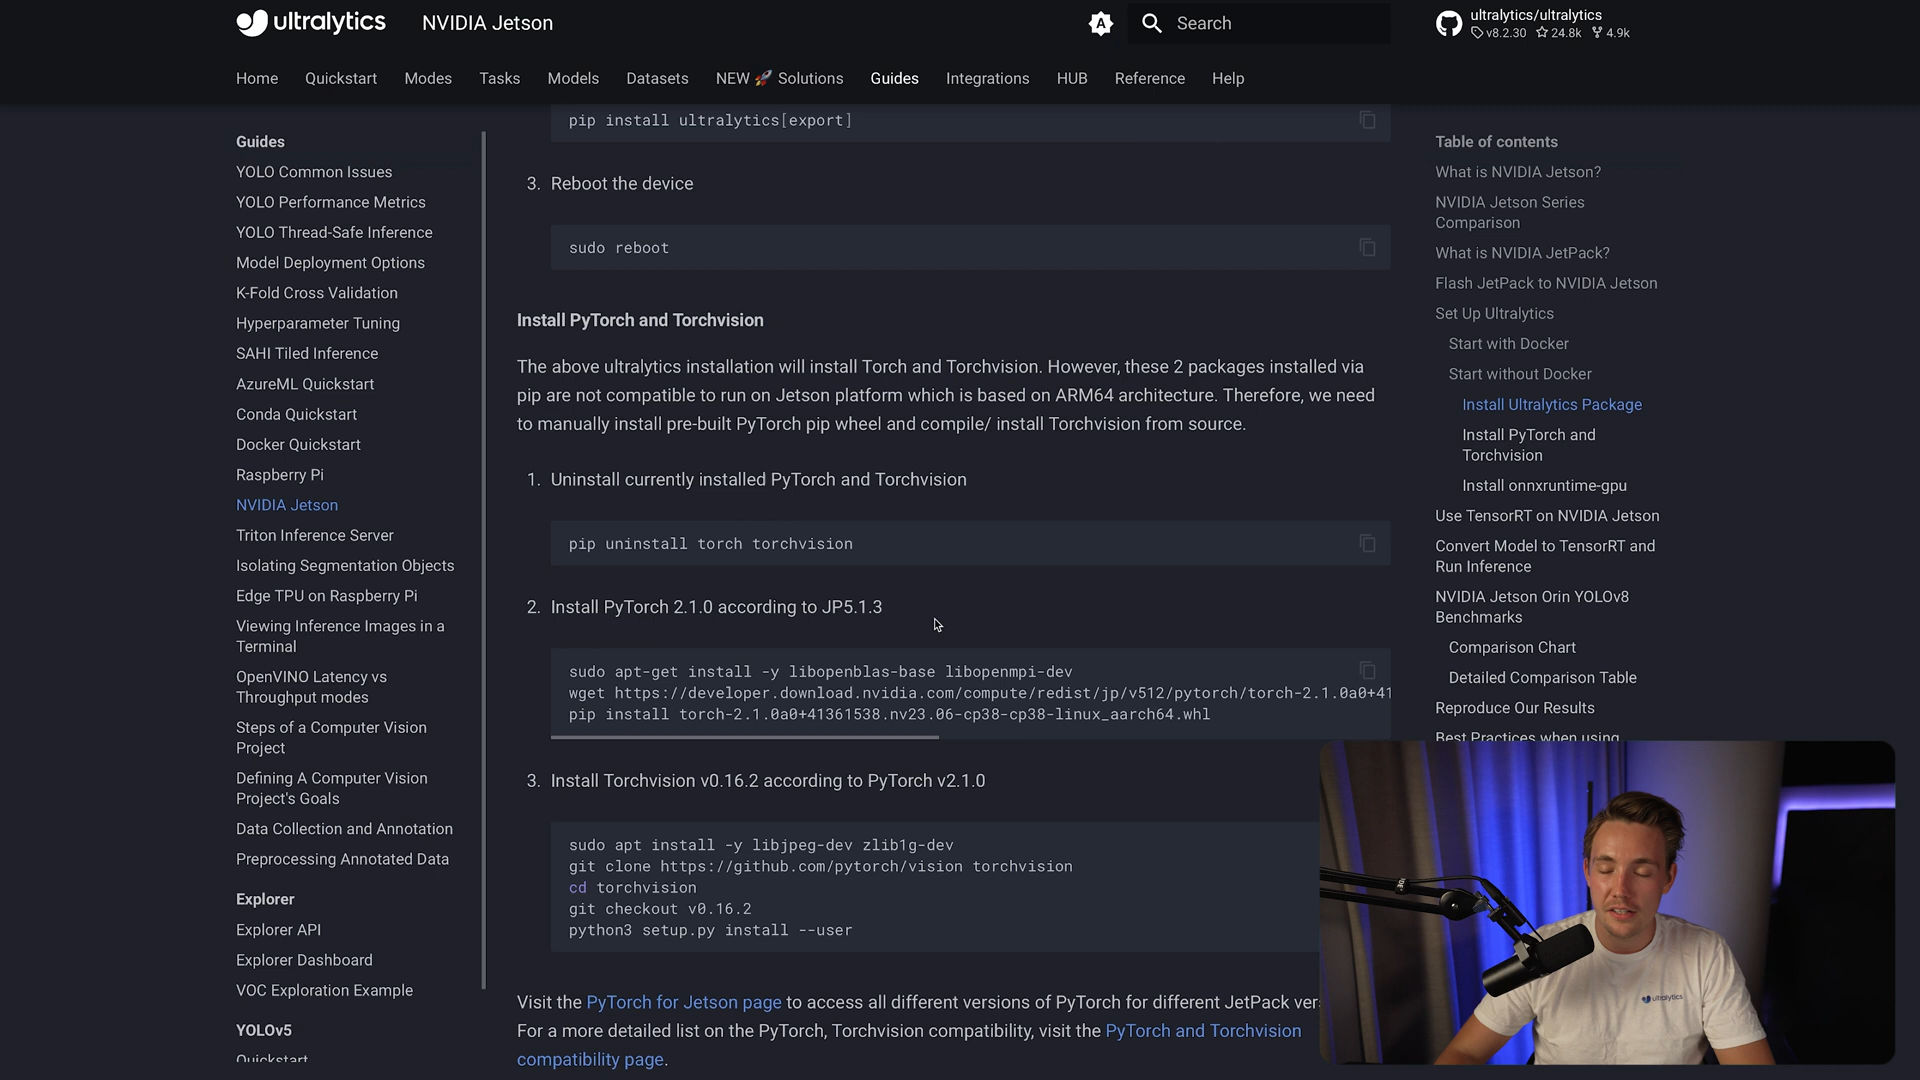 ultralytics
NVIDIA Jetson
A
Search
ultralytics/ultralytics
v8.2.30 24.8k 4.9k
Home Quickstart Modes Tasks Models Datasets NEW 🚀 Solutions Guides Integrations HUB Reference Help
Guides
YOLO Common Issues
YOLO Performance Metrics
YOLO Thread-Safe Inference
Model Deployment Options
K-Fold Cross Validation
Hyperparameter Tuning
SAHI Tiled Inference
AzureML Quickstart
Conda Quickstart
Docker Quickstart
Raspberry Pi
NVIDIA Jetson
Triton Inference Server
Isolating Segmentation Objects
Edge TPU on Raspberry Pi
Viewing Inference Images in a
Terminal
OpenVINO Latency vs
Throughput modes
Steps of a Computer Vision
Project
Defining A Computer Vision
Project's Goals
Data Collection and Annotation
Preprocessing Annotated Data
Explorer
Explorer API
Explorer Dashboard
VOC Exploration Example
YOLOv5
Quickstart
pip install ultralytics[export]
3. Reboot the device
sudo reboot
Install PyTorch and Torchvision
The above ultralytics installation will install Torch and Torchvision. However, these 2 packages installed via
pip are not compatible to run on Jetson platform which is based on ARM64 architecture. Therefore, we need
to manually install pre-built PyTorch pip wheel and compile/ install Torchvision from source.
1. Uninstall currently installed PyTorch and Torchvision
pip uninstall torch torchvision
2. Install PyTorch 2.1.0 according to JP5.1.3
sudo apt-get install -y libopenblas-base libopenmpi-dev
wget https://developer.download.nvidia.com/compute/redist/jp/v512/pytorch/torch-2.1.0a0+41
pip install torch-2.1.0a0+41361538.nv23.06-cp38-cp38-linux_aarch64.whl
3. Install Torchvision v0.16.2 according to PyTorch v2.1.0
sudo apt install -y libjpeg-dev zlib1g-dev
git clone https://github.com/pytorch/vision torchvision
cd torchvision
git checkout v0.16.2
python3 setup.py install --user
Visit the PyTorch for Jetson page to access all different versions of PyTorch for different JetPack ver
For a more detailed list on the PyTorch, Torchvision compatibility, visit the PyTorch and Torchvision
compatibility page.
Table of contents
What is NVIDIA Jetson?
NVIDIA Jetson Series
Comparison
What is NVIDIA JetPack?
Flash JetPack to NVIDIA Jetson
Set Up Ultralytics
Start with Docker
Start without Docker
Install Ultralytics Package
Install PyTorch and
Torchvision
Install onnxruntime-gpu
Use TensorRT on NVIDIA Jetson
Convert Model to TensorRT and
Run Inference
NVIDIA Jetson Orin YOLOv8
Benchmarks
Comparison Chart
Detailed Comparison Table
Reproduce Our Results
Best Practices when using
ultralytics